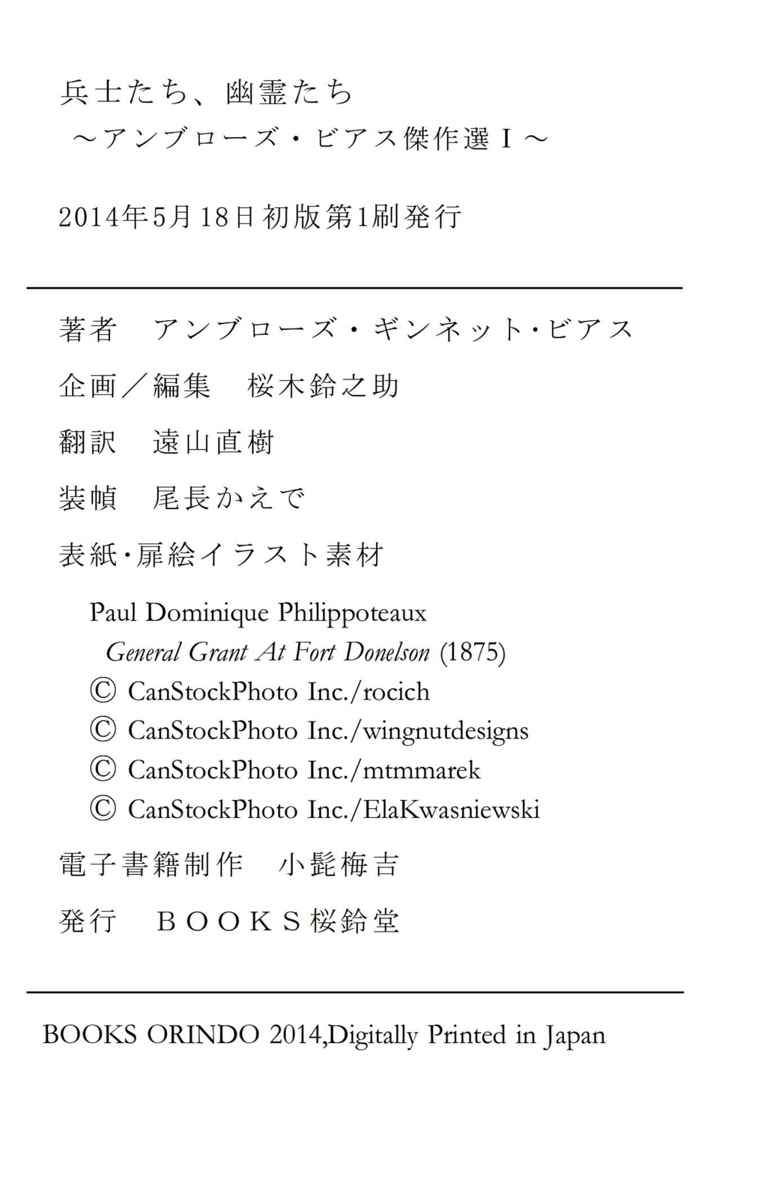 兵士たち、幽霊たち
～アンブローズ・ビアス傑作選Ⅰ～
2014年5月18日初版第1刷発行
著者　アンブローズ・ギンネット・ビアス
企画／編集　桜木鈴之助
翻訳　遠山直樹
装幀　尾長かえで
表紙・扉絵イラスト素材
Paul Dominique Philippoteaux
General Grant At Fort Donelson (1875)
© CanStockPhoto Inc./rocich
© CanStockPhoto Inc./wingnutdesigns
© CanStockPhoto Inc./mtmmarek
© CanStockPhoto Inc./ElaKwasniewski
電子書籍制作　小髭梅吉
発行　ＢＯＯＫＳ桜鈴堂
BOOKS ORINDO 2014,Digitally Printed in Japan